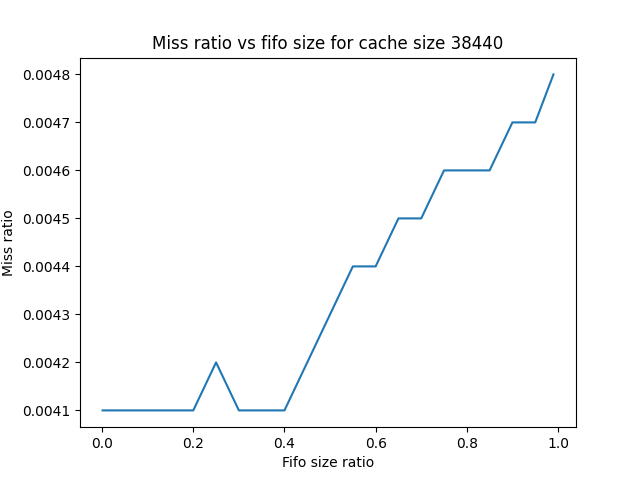 Miss ratio vs fifo size for cache size 38440
0.0048
0.0047
0.0046
0.0045
0.0044
0.0043
0.0042
0.0041
Miss ratio
0.0 0.2 0.4 0.6 0.8 1.0
Fifo size ratio